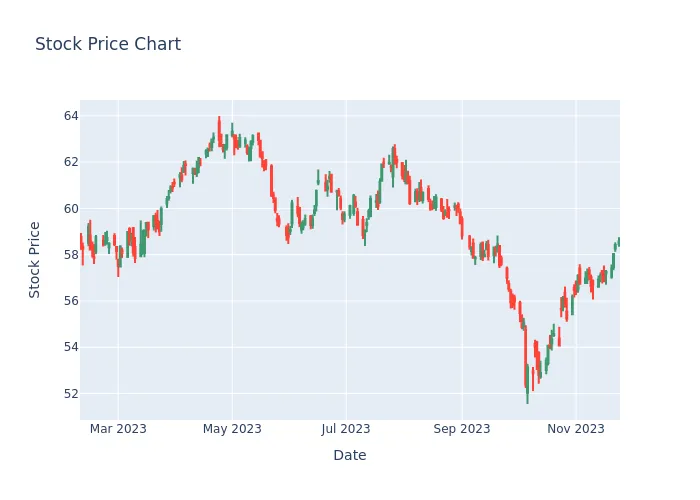 Stock Price Chart
Stock Price
64
62
60
58
56
54
52
Mar 2023
May 2023
Jul 2023
Sep 2023
Nov 2023
Date